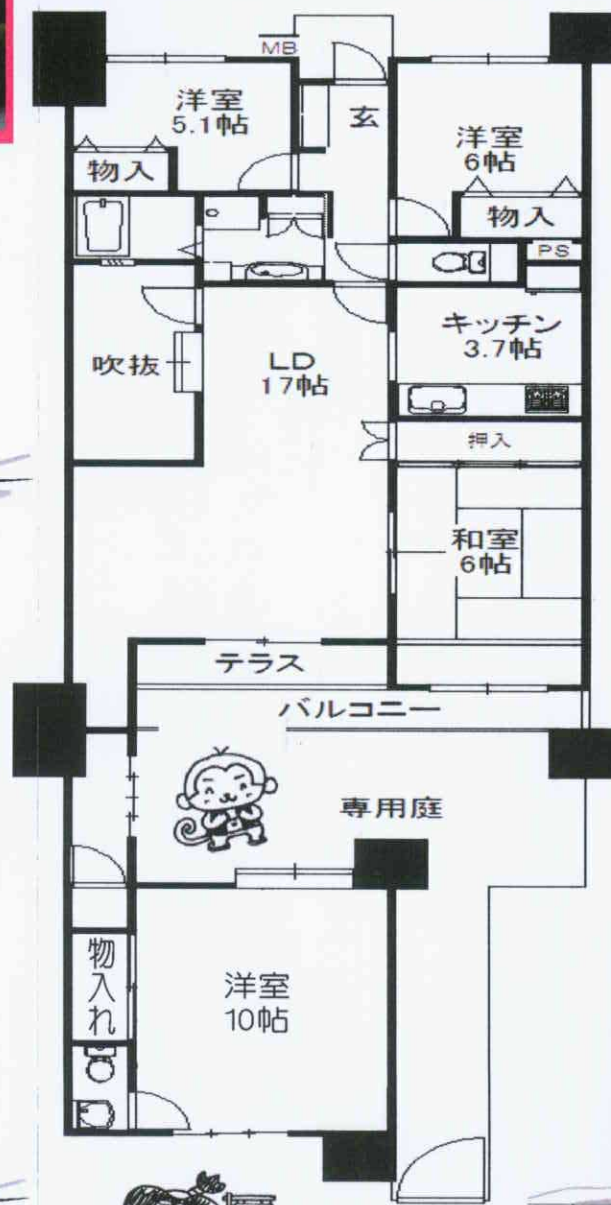 MB
洋室
5.1帖
玄
洋室
6帖
物入
物入
PS
キッチン
3.7帖
吹抜
LD
17帖
押入
和室
6帖
テラス
バルコニー
専用庭
物入れ
洋室
10帖